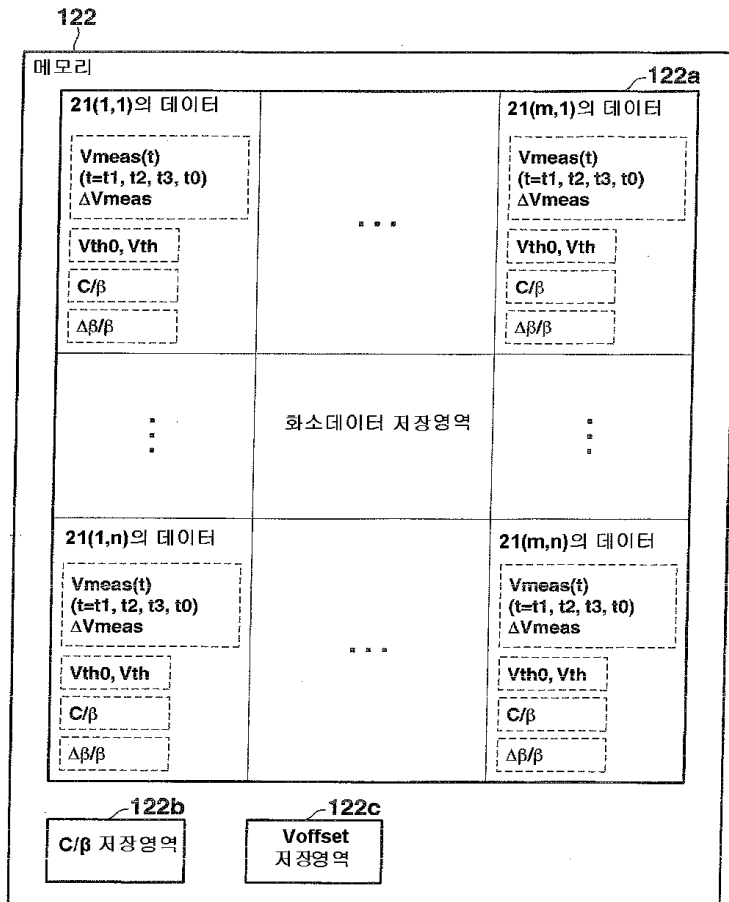 122
메모리
122a
21(1,1)의 데이터
Vmeas(t)
(t=t1, t2, t3, t0)
ΔVmeas
Vth0, Vth
C/β
Δβ/β
21(m,1)의 데이터
Vmeas(t)
(t=t1, t2, t3, t0)
ΔVmeas
Vth0, Vth
C/β
Δβ/β
화소데이터 저장영역
21(1,n)의 데이터
Vmeas(t)
(t=t1, t2, t3, t0)
ΔVmeas
Vth0, Vth
C/β
Δβ/β
21(m,n)의 데이터
Vmeas(t)
(t=t1, t2, t3, t0)
ΔVmeas
Vth0, Vth
C/β
Δβ/β
122b
C/β 저장영역
122c
Voffset
저장영역